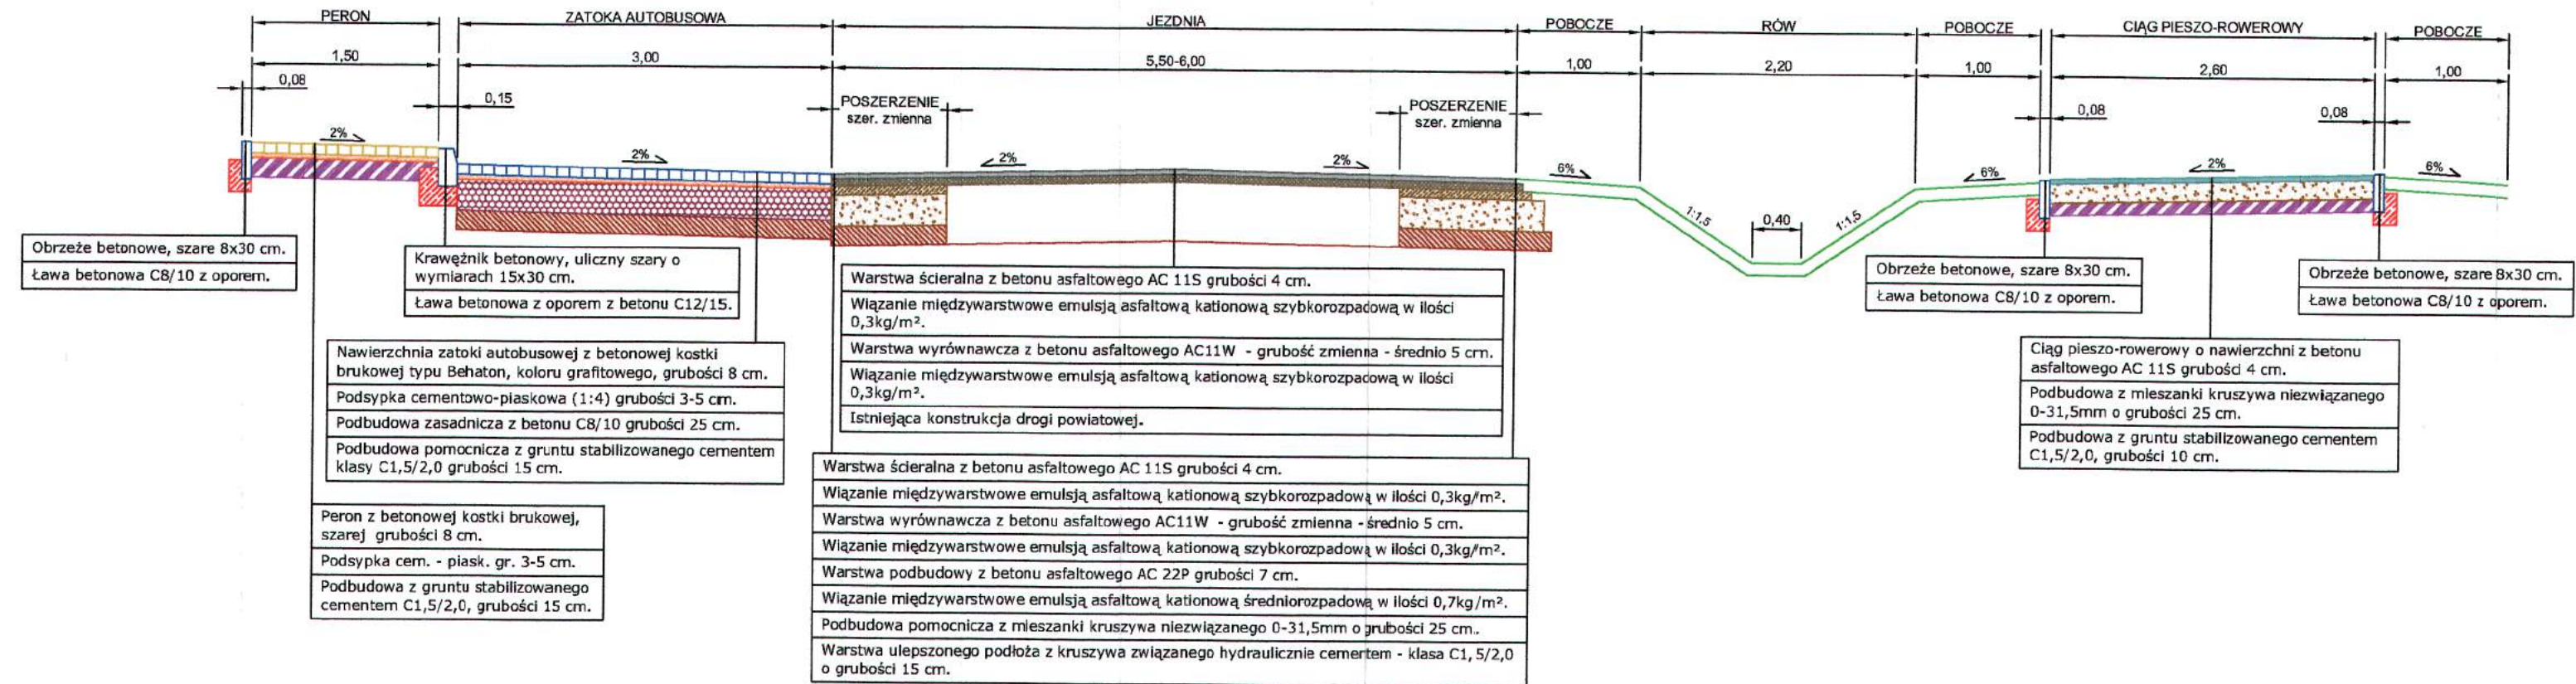 PERON
ZATOKA AUTOBUSOWA
JEZDNIA
POBOCZE
RÓW
POBOCZE
CIĄG PIESZO-ROWEROWY
POBOCZE
1,50
3,00
5,50-6,00
1,00
2,20
1,00
2,60
1,00
0,08
0,15
POSZERZENIE
szer. zmienna
POSZERZENIE
szer. zmienna
0,08
0,08
2%
2%
2%
2%
6%
1:1,5
0,40
1:1,5
6%
2%
6%
Obrzeże betonowe, szare 8x30 cm.
Ława betonowa C8/10 z oporem.
Krawężnik betonowy, uliczny szary o
wymiarach 15x30 cm.
Ława betonowa z oporem z betonu C12/15.
Nawierzchnia zatoki autobusowej z betonowej kostki
brukowej typu Behaton, koloru grafitowego, grubości 8 cm.
Podsypka cementowo-piaskowa (1:4) grubości 3-5 cm.
Podbudowa zasadnicza z betonu C8/10 grubości 25 cm.
Podbudowa pomocnicza z gruntu stabilizowanego cementem
klasy C1,5/2,0 grubości 15 cm.
Peron z betonowej kostki brukowej,
szarej grubości 8 cm.
Podsypka cem. - piask. gr. 3-5 cm.
Podbudowa z gruntu stabilizowanego
cementem C1,5/2,0, grubości 15 cm.
Warstwa ścieralna z betonu asfaltowego AC 11S grubości 4 cm.
Wiązanie międzywarstwowe emulsją asfaltową kationową szybkorozpadową w ilości
0,3kg/m².
Warstwa wyrównawcza z betonu asfaltowego AC11W - grubość zmienna - średnio 5 cm.
Wiązanie międzywarstwowe emulsją asfaltową kationową szybkorozpadową w ilości
0,3kg/m².
Istniejąca konstrukcja drogi powiatowej.
Warstwa ścieralna z betonu asfaltowego AC 11S grubości 4 cm.
Wiązanie międzywarstwowe emulsją asfaltową kationową szybkorozpadową w ilości 0,3kg/m².
Warstwa wyrównawcza z betonu asfaltowego AC11W - grubość zmienna - średnio 5 cm.
Wiązanie międzywarstwowe emulsją asfaltową kationową szybkorozpadową w ilości 0,3kg/m².
Warstwa podbudowy z betonu asfaltowego AC 22P grubości 7 cm.
Wiązanie międzywarstwowe emulsją asfaltową kationową średniorozpadową w ilości 0,7kg/m².
Podbudowa pomocnicza z mieszanki kruszywa niezwiązanego 0-31,5mm o grubości 25 cm..
Warstwa ulepszonego podłoża z kruszywa związanego hydraulicznie cementem - klasa C1,5/2,0
o grubości 15 cm.
Obrzeże betonowe, szare 8x30 cm.
Ława betonowa C8/10 z oporem.
Obrzeże betonowe, szare 8x30 cm.
Ława betonowa C8/10 z oporem.
Ciąg pieszo-rowerowy o nawierzchni z betonu
asfaltowego AC 11S grubości 4 cm.
Podbudowa z mieszanki kruszywa niezwiązanego
0-31,5mm o grubości 25 cm.
Podbudowa z gruntu stabilizowanego cementem
C1,5/2,0, grubości 10 cm.